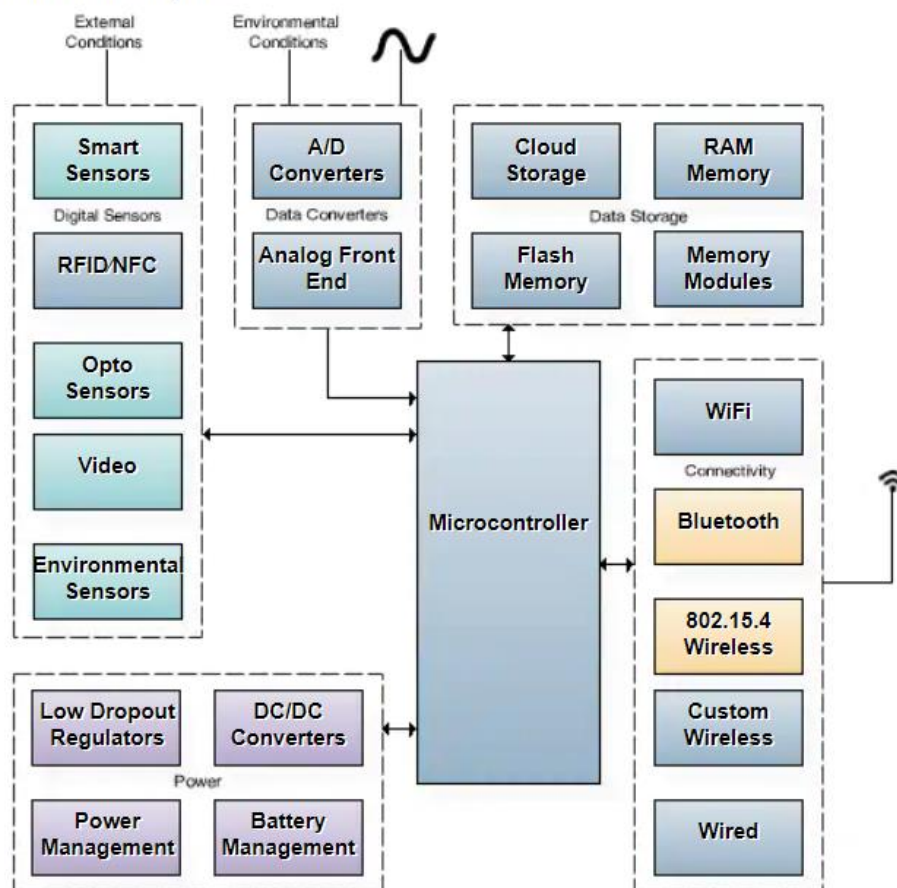 External
Conditions
Environmental
Conditions
Smart
Sensors
Digital Sensors
RFID/NFC
Opto
Sensors
Video
Environmental
Sensors
A/D
Converters
Data Converters
Analog Front
End
Cloud
Storage
RAM
Memory
Data Storage
Flash
Memory
Memory
Modules
Microcontroller
WiFi
Connectivity
Bluetooth
802.15.4
Wireless
Custom
Wireless
Wired
Low Dropout
Regulators
DC/DC
Converters
Power
Power
Management
Battery
Management